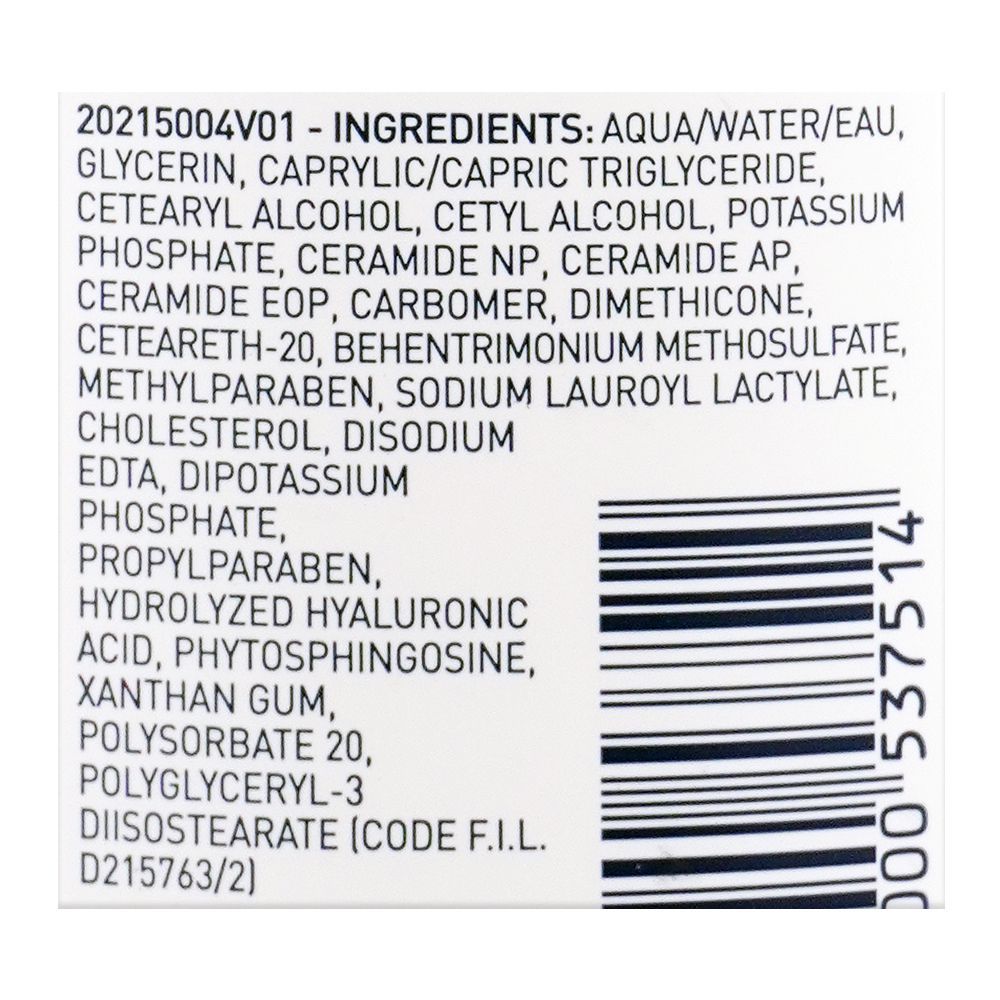 20215004V01 - INGREDIENTS: AQUA/WATER/EAU,
GLYCERIN, CAPRYLIC/CAPRIC TRIGLYCERIDE,
CETEARYL ALCOHOL, CETYL ALCOHOL, POTASSIUM
PHOSPHATE, CERAMIDE NP, CERAMIDE AP,
CERAMIDE EOP, CARBOMER, DIMETHICONE,
CETEARETH-20, BEHENTRIMONIUM METHOSULFATE,
METHYLPARABEN, SODIUM LAUROYL LACTYLATE,
CHOLESTEROL, DISODIUM
EDTA, DIPOTASSIUM
PHOSPHATE,
PROPYLPARABEN,
HYDROLYZED HYALURONIC
ACID, PHYTOSPHINGOSINE,
XANTHAN GUM,
POLYSORBATE 20,
POLYGLYCERYL-3
DIISOSTEARATE (CODE F.I.L.
D215763/2)
00 537514